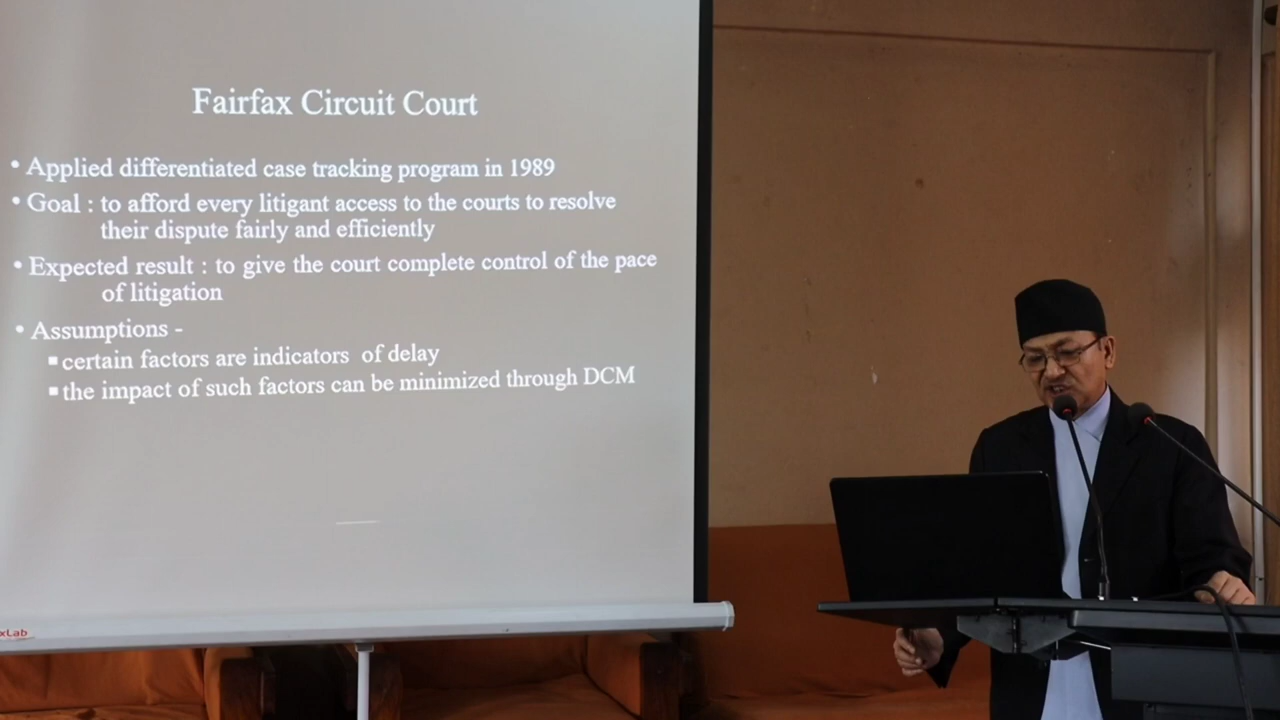 Fairfax Circuit Court
• Applied differentiated case tracking program in 1989
• Goal : to afford every litigant access to the courts to resolve
their dispute fairly and efficiently
• Expected result : to give the court complete control of the pace
of litigation
• Assumptions -
▪ certain factors are indicators of delay
▪ the impact of such factors can be minimized through DCM
xLab